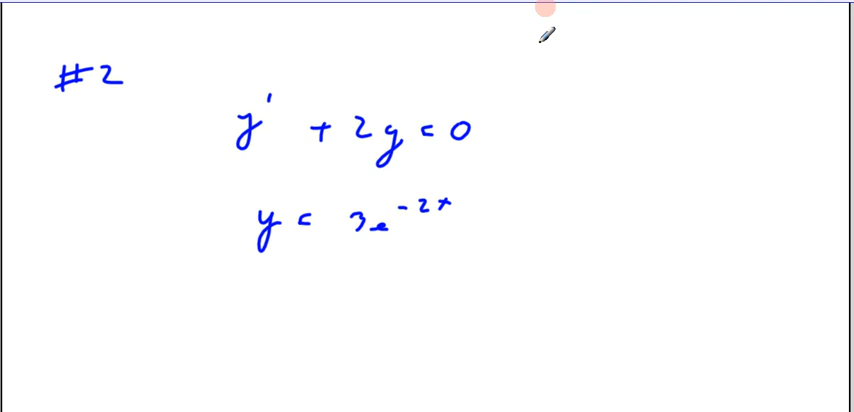 #2
y' + 2y = 0
y = 3e^{-2x}